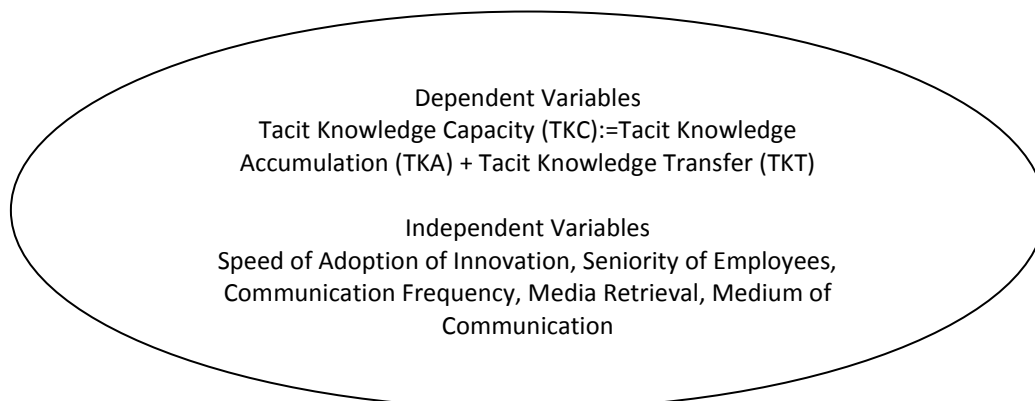 Dependent Variables
Tacit Knowledge Capacity (TKC):=Tacit Knowledge
Accumulation (TKA) + Tacit Knowledge Transfer (TKT)
Independent Variables
Speed of Adoption of Innovation, Seniority of Employees,
Communication Frequency, Media Retrieval, Medium of
Communication